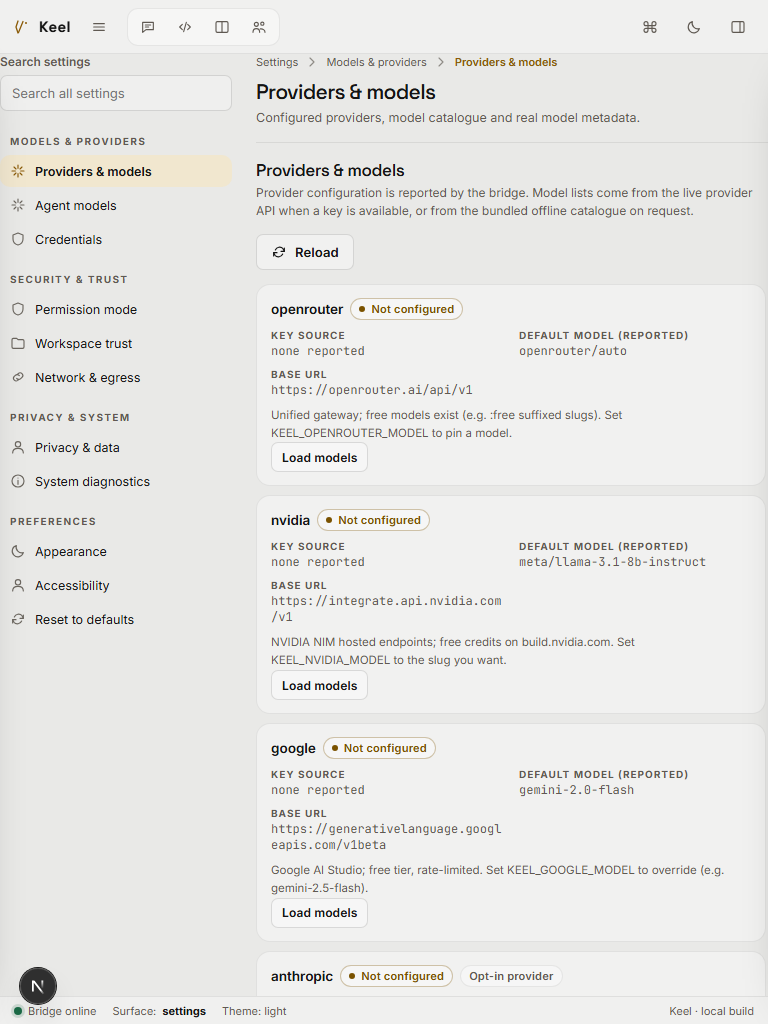 Keel
Search settings
Search all settings
MODELS & PROVIDERS
Providers & models
Agent models
Credentials
SECURITY & TRUST
Permission mode
Workspace trust
Network & egress
PRIVACY & SYSTEM
Privacy & data
System diagnostics
PREFERENCES
Appearance
Accessibility
Reset to defaults
Settings > Models & providers > Providers & models
Providers & models
Configured providers, model catalogue and real model metadata.
Providers & models
Provider configuration is reported by the bridge. Model lists come from the live provider
API when a key is available, or from the bundled offline catalogue on request.
Reload
openrouter Not configured
KEY SOURCE
none reported
DEFAULT MODEL (REPORTED)
openrouter/auto
BASE URL
https://openrouter.ai/api/v1
Unified gateway; free models exist (e.g. :free suffixed slugs). Set
KEEL_OPENROUTER_MODEL to pin a model.
Load models
nvidia Not configured
KEY SOURCE
none reported
DEFAULT MODEL (REPORTED)
meta/llama-3.1-8b-instruct
BASE URL
https://integrate.api.nvidia.com
/v1
NVIDIA NIM hosted endpoints; free credits on build.nvidia.com. Set
KEEL_NVIDIA_MODEL to the slug you want.
Load models
google Not configured
KEY SOURCE
none reported
DEFAULT MODEL (REPORTED)
gemini-2.0-flash
BASE URL
https://generativelanguage.googl
eapis.com/v1beta
Google AI Studio; free tier, rate-limited. Set KEEL_GOOGLE_MODEL to override (e.g.
gemini-2.5-flash).
Load models
anthropic Not configured Opt-in provider
N
Bridge online Surface: settings Theme: light
Keel · local build